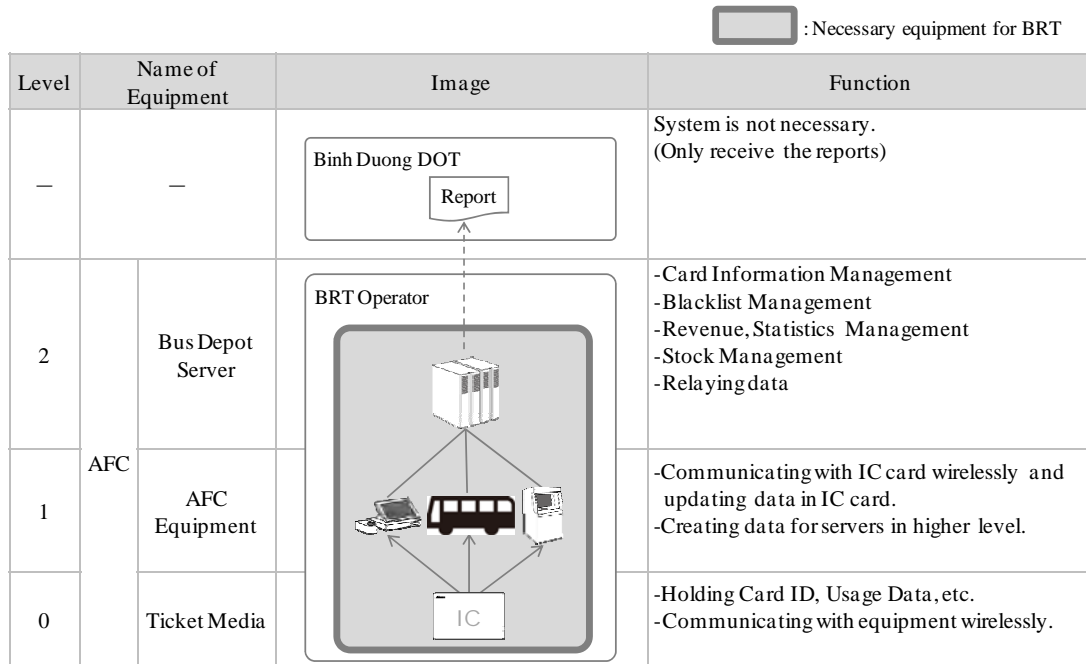 : Necessary equipment for BRT
Level
Name of
Equipment
Image
Function
—
—
Binh Duong DOT
Report
System is not necessary.
(Only receive the reports)
2
AFC
Bus Depot
Server
BRT Operator
-Card Information Management
-Blacklist Management
-Revenue, Statistics Management
-Stock Management
-Relaying data
1
AFC
Equipment
-Communicating with IC card wirelessly and
updating data in IC card.
-Creating data for servers in higher level.
0
Ticket Media
IC
-Holding Card ID, Usage Data, etc.
-Communicating with equipment wirelessly.